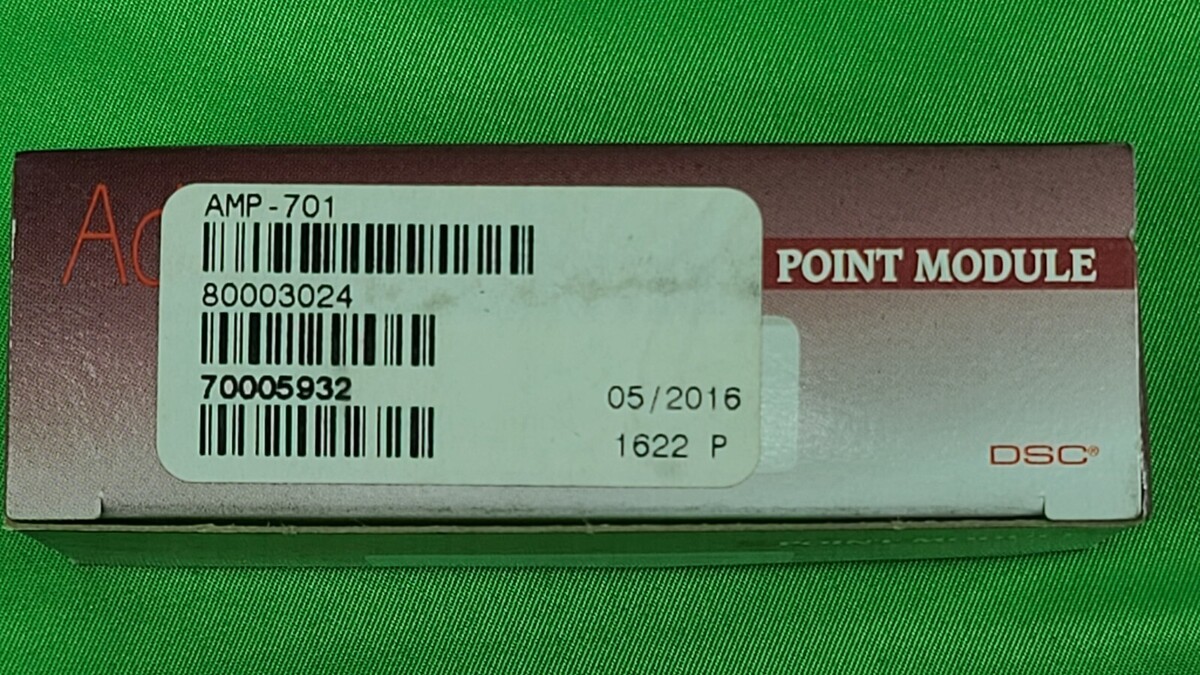 AMP-701
80003024
70005932
05/2016
1622 P
POINT MODULE
DSC®